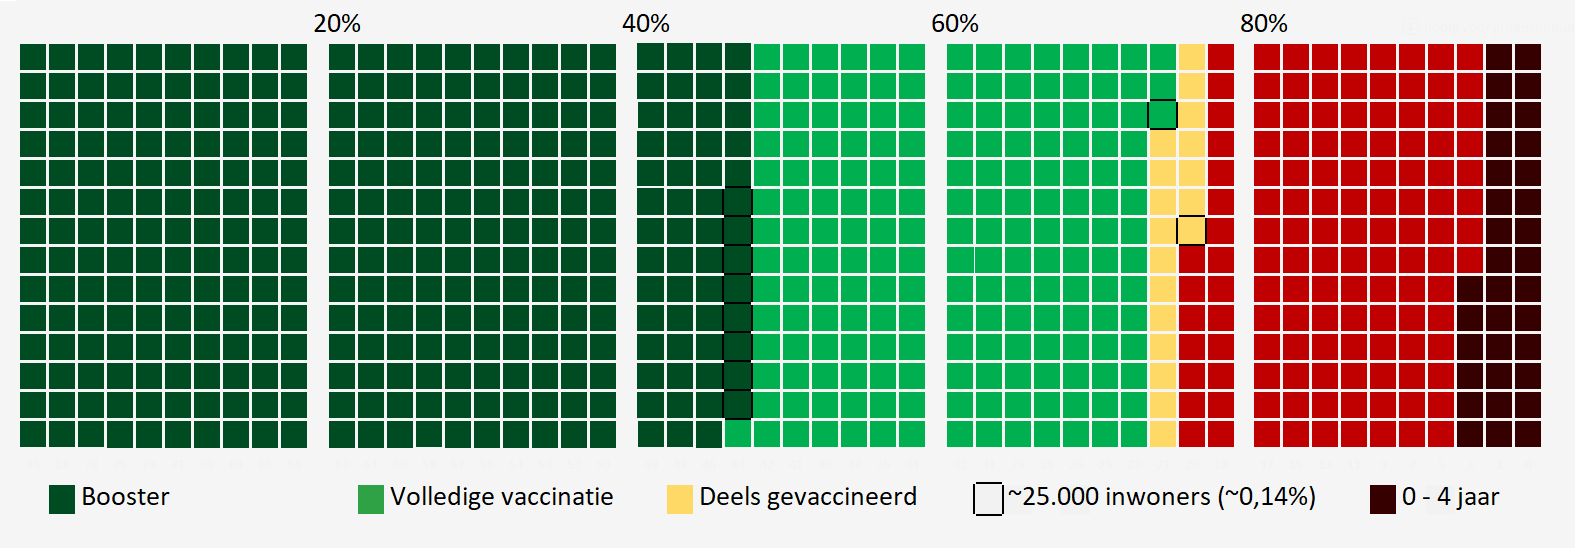 20% 40% 60% 80%
Booster Volledige vaccinatie Deels gevaccineerd ~25.000 inwoners (~0,14%) 0 - 4 jaar